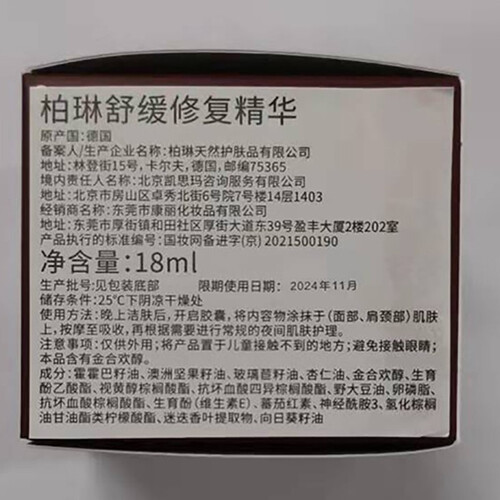 柏琳舒缓修复精华
原产国:德国
备案人/生产企业名称:柏琳天然护肤品有限公司
地址:林登街15号,卡尔夫,德国,邮编75365
境内责任人名称:北京凯思玛咨询服务有限公司
地址:北京市房山区卓秀北街6号院7号楼14层1403
经销商名称:东莞市康丽化妆品有限公司
地址:东莞市厚街镇和田社区厚街大道东39号盈丰大厦2楼202室
产品执行的标准编号:国妆网备进字(京)2021500190
净含量:18ml
生产批号:见包装底部 限期使用日期: 2024年11月
储存条件:25℃下阴凉干燥处
使用方法:晚上洁肤后,开启胶囊,将内容物涂抹于(面部、肩颈部)肌肤
上,按摩至吸收,再根据需要进行常规的夜间肌肤护理。
注意事项:仅供外用;将产品置于儿童接触不到的地方;避免接触眼睛;
本品含有金合欢醇。
成分:霍霍巴籽油、澳洲坚果籽油、玻璃苣籽油、杏仁油、金合欢醇、生育
酚乙酸酯、视黄醇棕榈酸酯、抗坏血酸四异棕榈酸酯、野大豆油、卵磷脂、
抗坏血酸棕榈酸酯、生育酚(维生素E)、番茄红素、神经酰胺3、氢化棕榈
油甘油酯类柠檬酸酯、迷迭香叶提取物、向日葵籽油